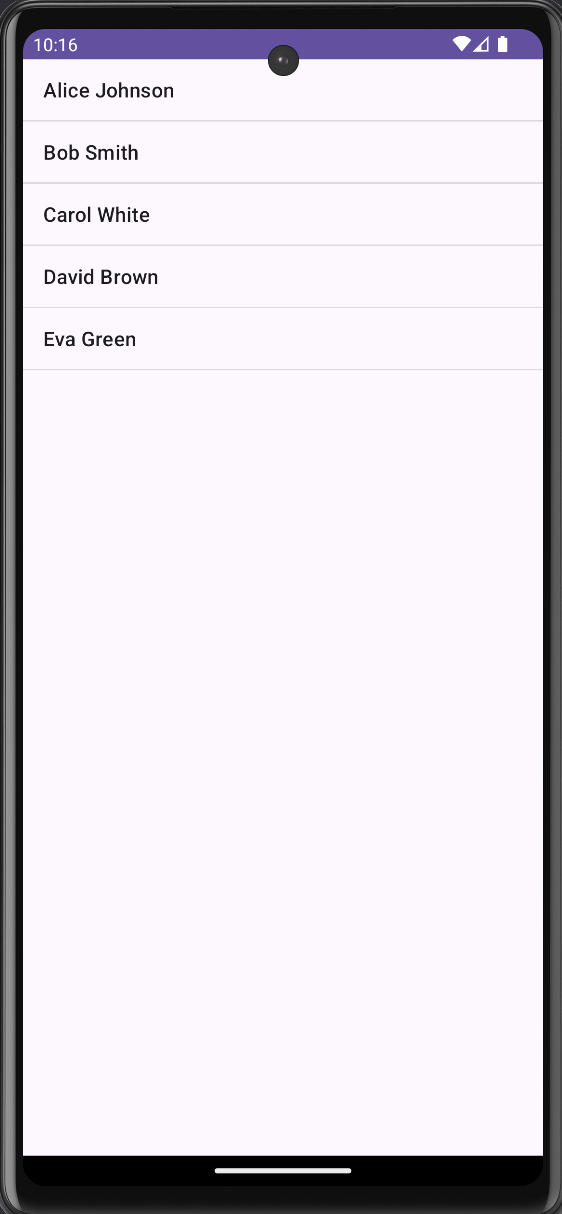 10:16
Alice Johnson
Bob Smith
Carol White
David Brown
Eva Green